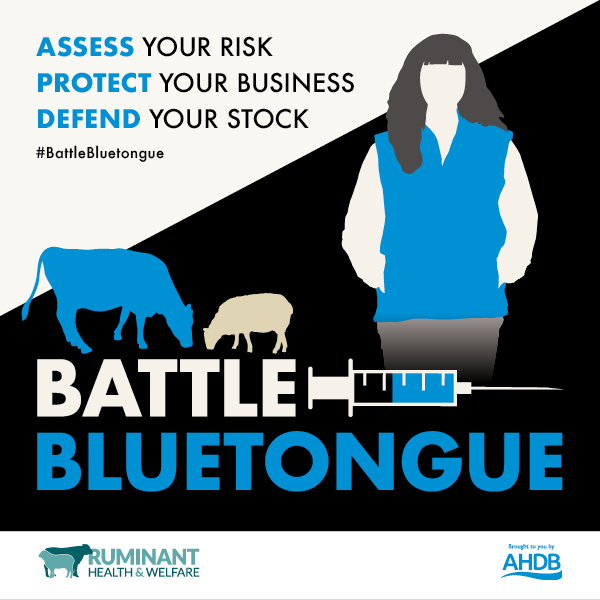 ASSESS YOUR RISK
PROTECT YOUR BUSINESS
DEFEND YOUR STOCK
#BattleBluetongue
BATTLE
BLUETONGUE
RUMINANT
HEALTH & WELFARE
Brought to you by
AHDB